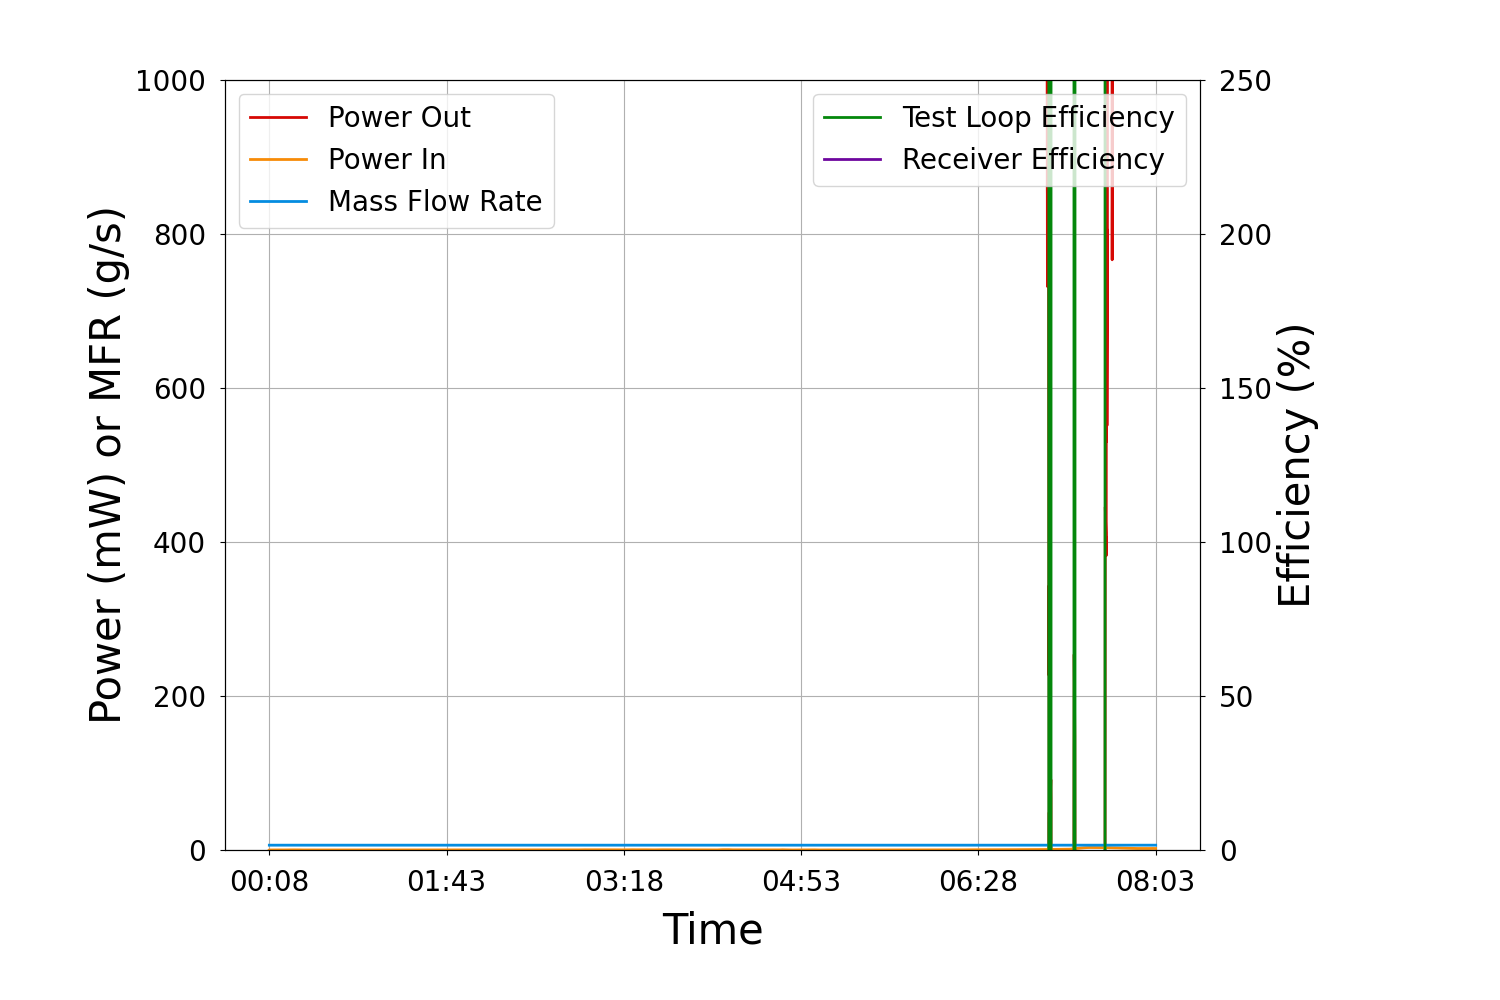 1000
800
600
400
200
0
Power (mW) or MFR (g/s)
Power Out
Power In
Mass Flow Rate
Test Loop Efficiency
Receiver Efficiency
250
200
150
100
50
0
Efficiency (%)
00:08 01:43 03:18 04:53 06:28 08:03
Time